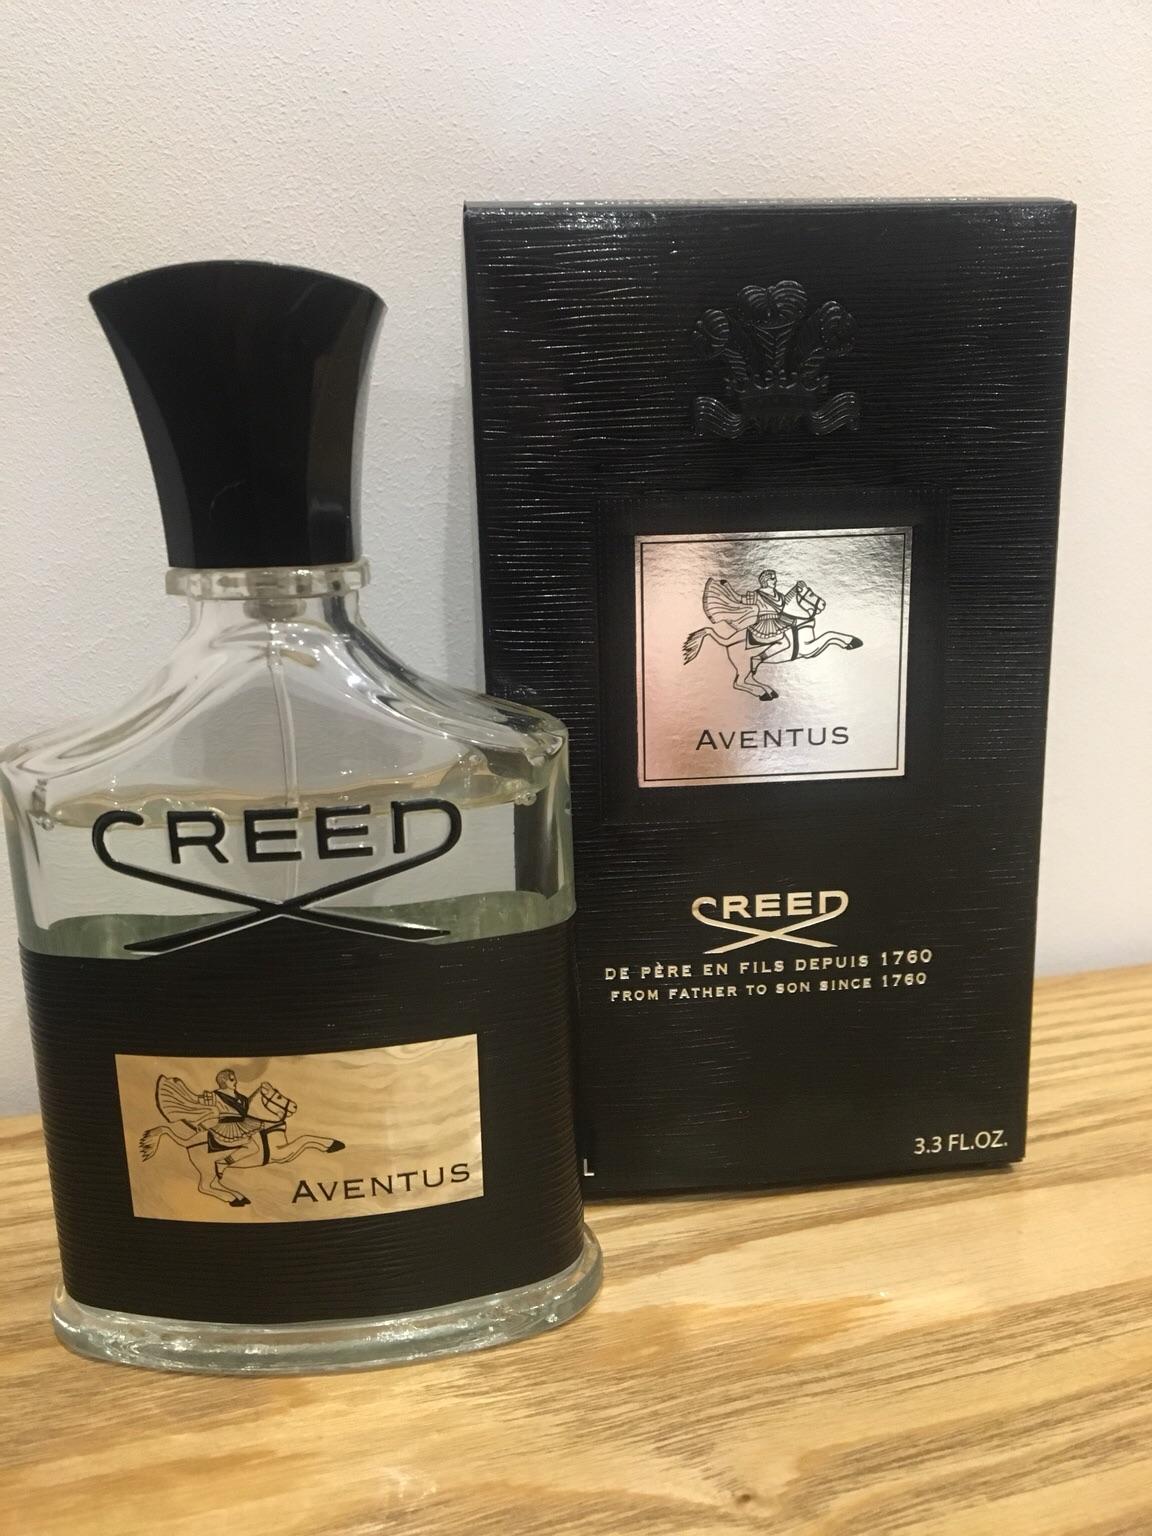 CREED
AVENTUS
AVENTUS
CREED
DE PÈRE EN FILS DEPUIS 1760
FROM FATHER TO SON SINCE 1760
L
3.3 FL.OZ.